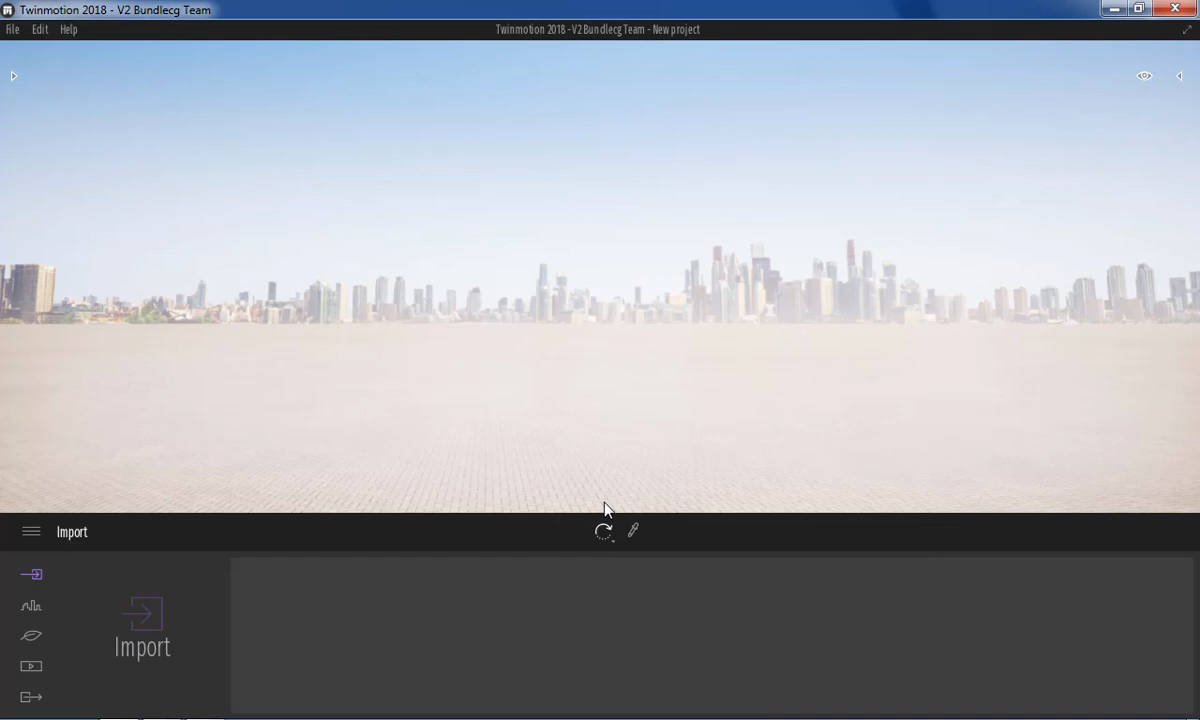 Twinmotion 2018 - V2 Bundlecg Team
File Edit Help
Twinmotion 2018 - V2 Bundlecg Team - New project
Import
Import